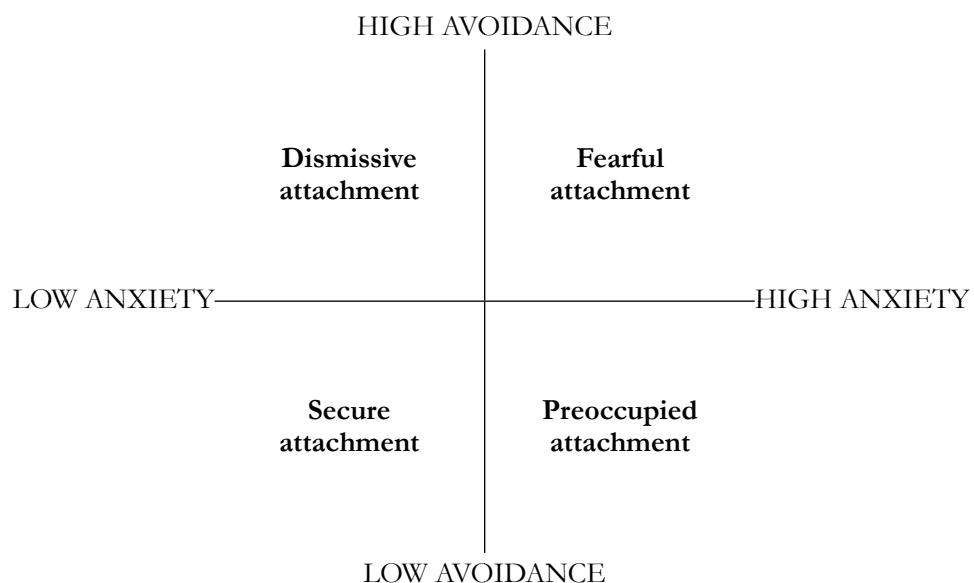 HIGH AVOIDANCE
Dismissive
attachment
Fearful
attachment
LOW ANXIETY
HIGH ANXIETY
Secure
attachment
Preoccupied
attachment
LOW AVOIDANCE